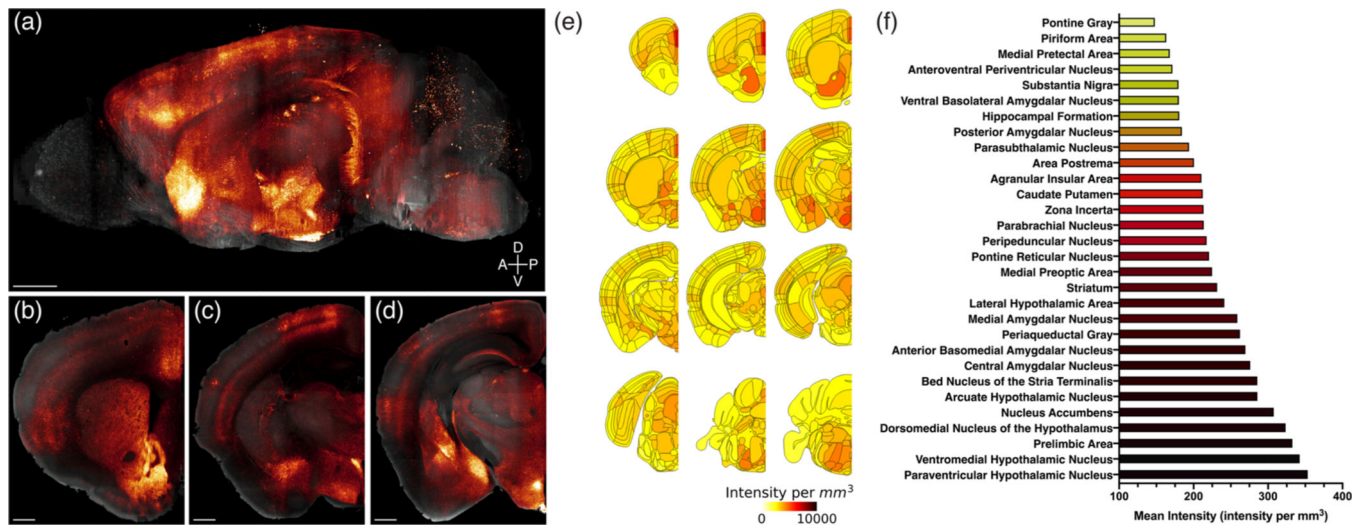 (a)
D
A
P
V
(b)
(c)
(d)
(e)
Intensity per mm³
0
10000
(f)
Pontine Gray
Piriform Area
Medial Pretectal Area
Anteroventral Periventricular Nucleus
Substantia Nigra
Ventral Basolateral Amygdalar Nucleus
Hippocampal Formation
Posterior Amygdalar Nucleus
Parasubthalamic Nucleus
Area Postrema
Agranular Insular Area
Caudate Putamen
Zona Incerta
Parabrachial Nucleus
Peripeduncular Nucleus
Pontine Reticular Nucleus
Medial Preoptic Area
Striatum
Lateral Hypothalamic Area
Medial Amygdalar Nucleus
Periaqueductal Gray
Anterior Basomedial Amygdalar Nucleus
Central Amygdalar Nucleus
Bed Nucleus of the Stria Terminalis
Arcuate Hypothalamic Nucleus
Nucleus Accumbens
Dorsomedial Nucleus of the Hypothalamus
Prelimbic Area
Ventromedial Hypothalamic Nucleus
Paraventricular Hypothalamic Nucleus
100
200
300
400
Mean Intensity (intensity per mm³)